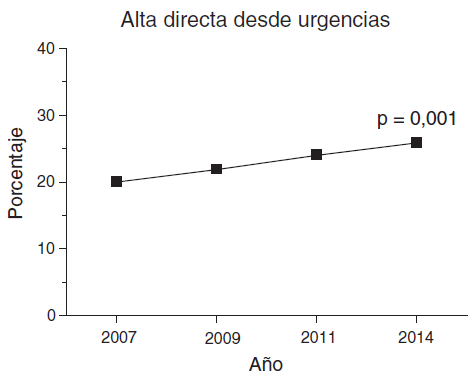 Alta directa desde urgencias
40
30
20
10
0
Porcentaje
p = 0,001
2007 2009 2011 2014
Año